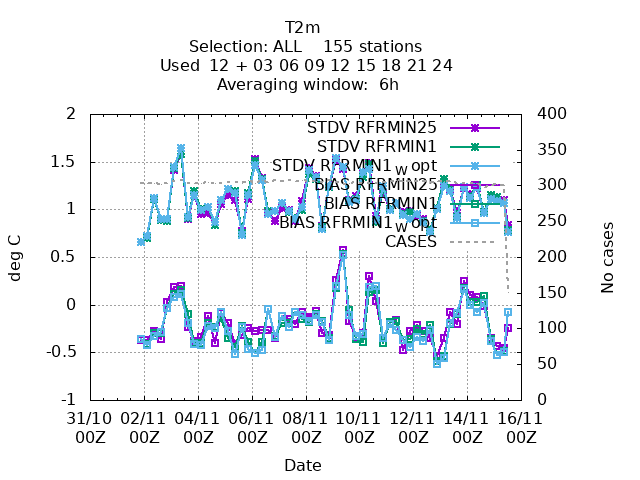 T2m
Selection: ALL    155 stations
Used  12 + 03 06 09 12 15 18 21 24
Averaging window:  6h
2
1.5
1
0.5
0
-0.5
-1
deg C
400
350
300
250
200
150
100
50
0
No cases
STDV RFRMIN25
STDV RFRMIN1
STDV RFRMIN1_W opt
BIAS RFRMIN25
BIAS RFRMIN1
BIAS RFRMIN1_W opt
CASES
31/10 02/11 04/11 06/11 08/11 10/11 12/11 14/11 16/11
00Z 00Z 00Z 00Z 00Z 00Z 00Z 00Z 00Z
Date